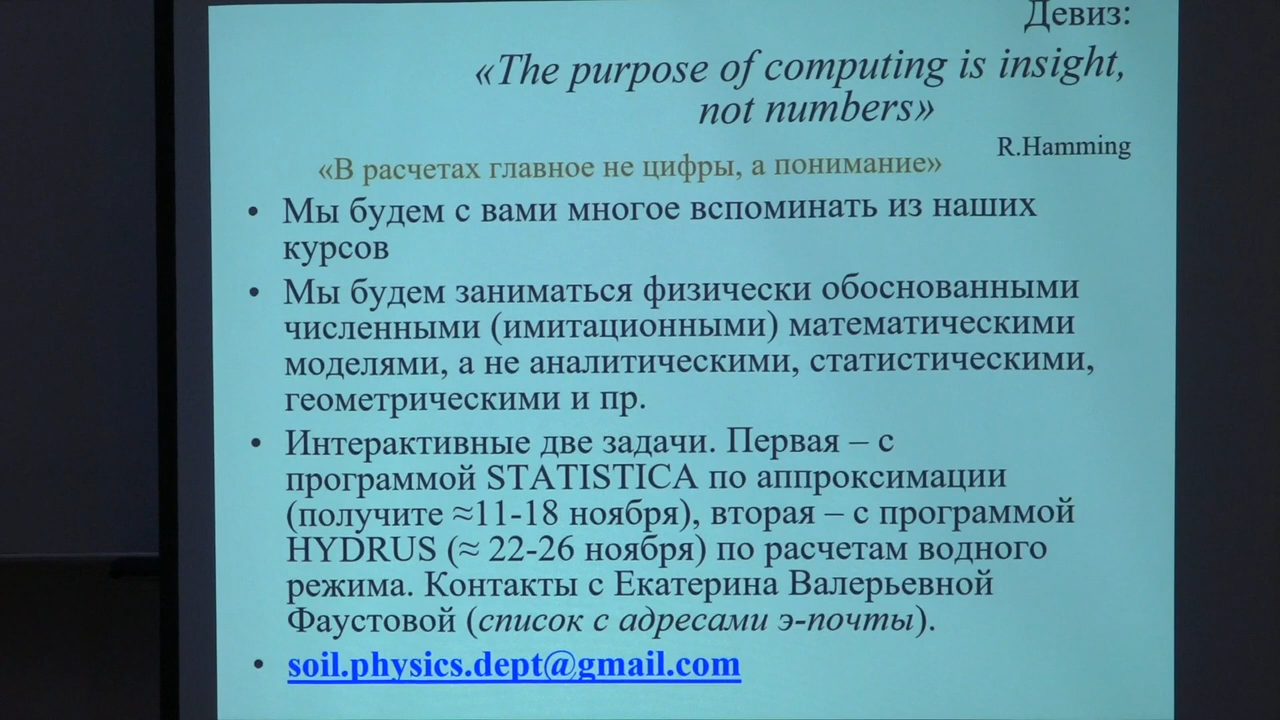 Девиз:
«The purpose of computing is insight,
not numbers»
R.Hamming
«В расчетах главное не цифры, а понимание»
• Мы будем с вами многое вспоминать из наших
курсов
• Мы будем заниматься физически обоснованными
численными (имитационными) математическими
моделями, а не аналитическими, статистическими,
геометрическими и пр.
• Интерактивные две задачи. Первая – с
программой STATISTICA по аппроксимации
(получите ≈11-18 ноября), вторая – с программой
HYDRUS (≈ 22-26 ноября) по расчетам водного
режима. Контакты с Екатерина Валерьевной
Фаустовой (список с адресами э-почты).
• soil.physics.dept@gmail.com